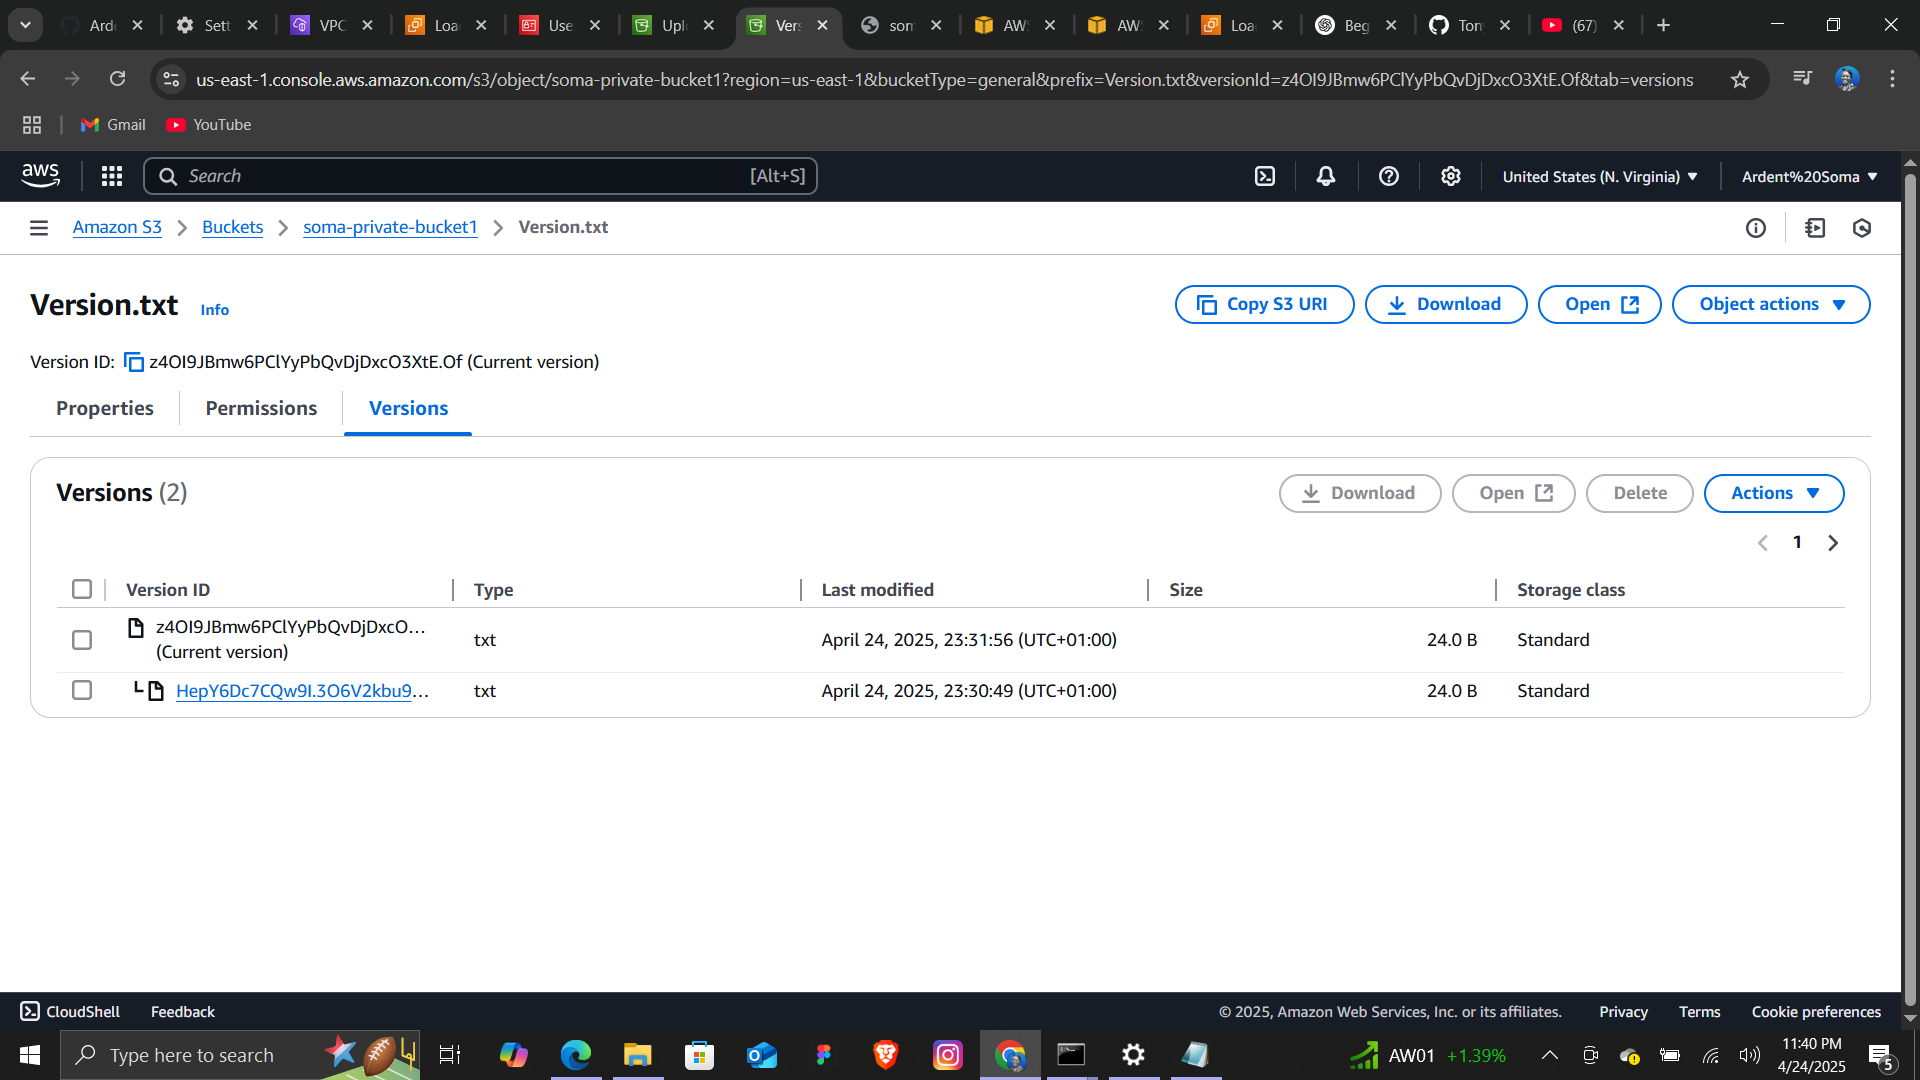 Arde
Sett
VPC
Loa
Use
Uplo
Vers
som
AWS
AWS
Loa
Beg
Ton
(67)
us-east-1.console.aws.amazon.com/s3/object/soma-private-bucket1?region=us-east-1&bucketType=general&prefix=Version.txt&versionId=z4OI9JBmw6PClYyPbQvDjDxcO3XtE.Of&tab=versions
Gmail YouTube
aws Search [Alt+S] United States (N. Virginia) Ardent%20Soma
Amazon S3 Buckets soma-private-bucket1 Version.txt
Version.txt Info Copy S3 URI Download Open Object actions
Version ID: z4OI9JBmw6PClYyPbQvDjDxcO3XtE.Of (Current version)
Properties Permissions Versions
Versions (2) Download Open Delete Actions
1
Version ID Type Last modified Size Storage class
z4OI9JBmw6PClYyPbQvDjDxcO... txt April 24, 2025, 23:31:56 (UTC+01:00) 24.0 B Standard
(Current version)
HepY6Dc7CQw9I.3O6V2kbu9... txt April 24, 2025, 23:30:49 (UTC+01:00) 24.0 B Standard
CloudShell Feedback © 2025, Amazon Web Services, Inc. or its affiliates. Privacy Terms Cookie preferences
Type here to search AW01 +1.39% 11:40 PM
4/24/2025 5